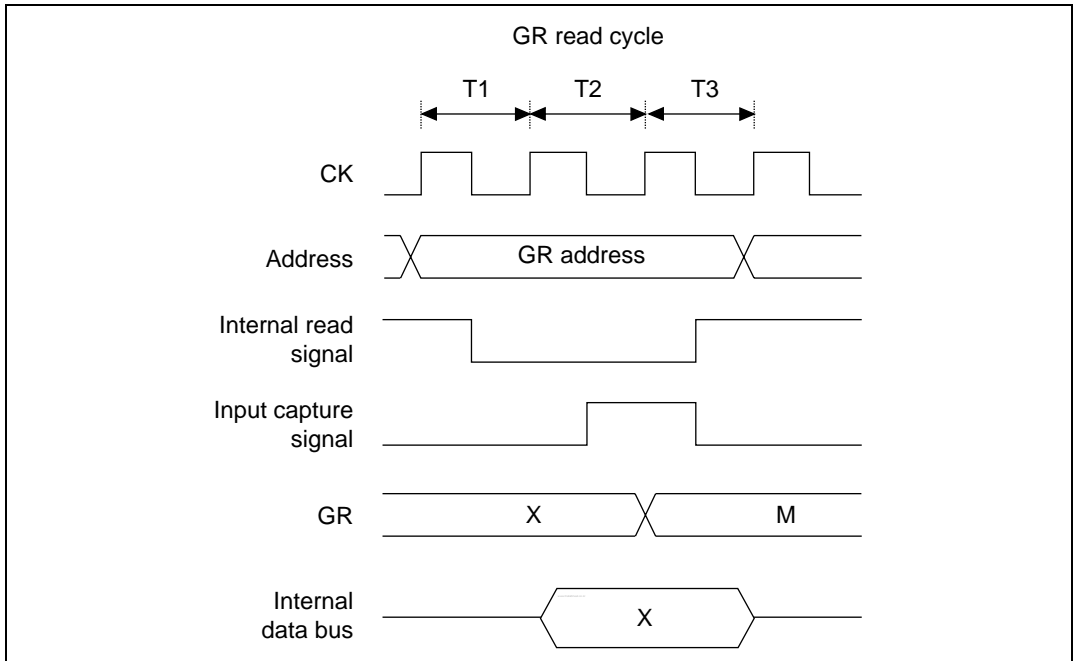 GR read cycle
T1 T2 T3
CK
Address
GR address
Internal read
signal
Input capture
signal
GR
X
M
Internal
data bus
X